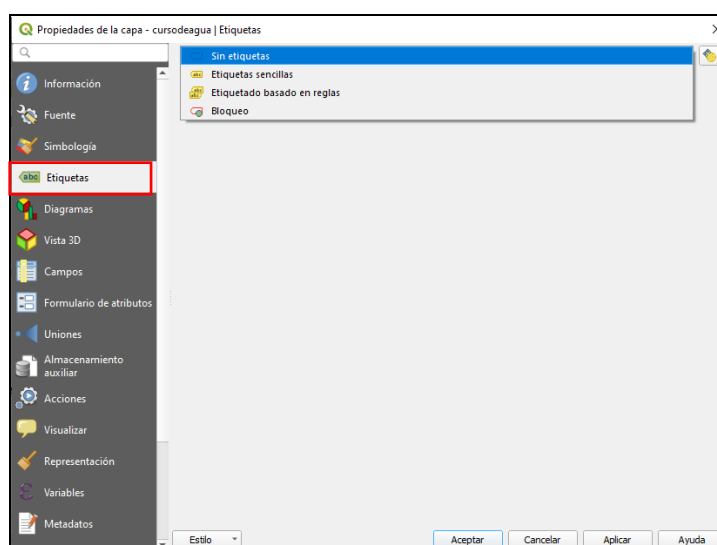 Propiedades de la capa - cursodeagua | Etiquetas
Sin etiquetas
Etiquetas sencillas
Etiquetado basado en reglas
Bloqueo
Información
Fuente
Simbología
abc Etiquetas
Diagramas
Vista 3D
Campos
Formulario de atributos
Uniones
Almacenamiento
auxiliar
Acciones
Visualizar
Representación
Variables
Metadatos
Estilo
Aceptar
Cancelar
Aplicar
Ayuda